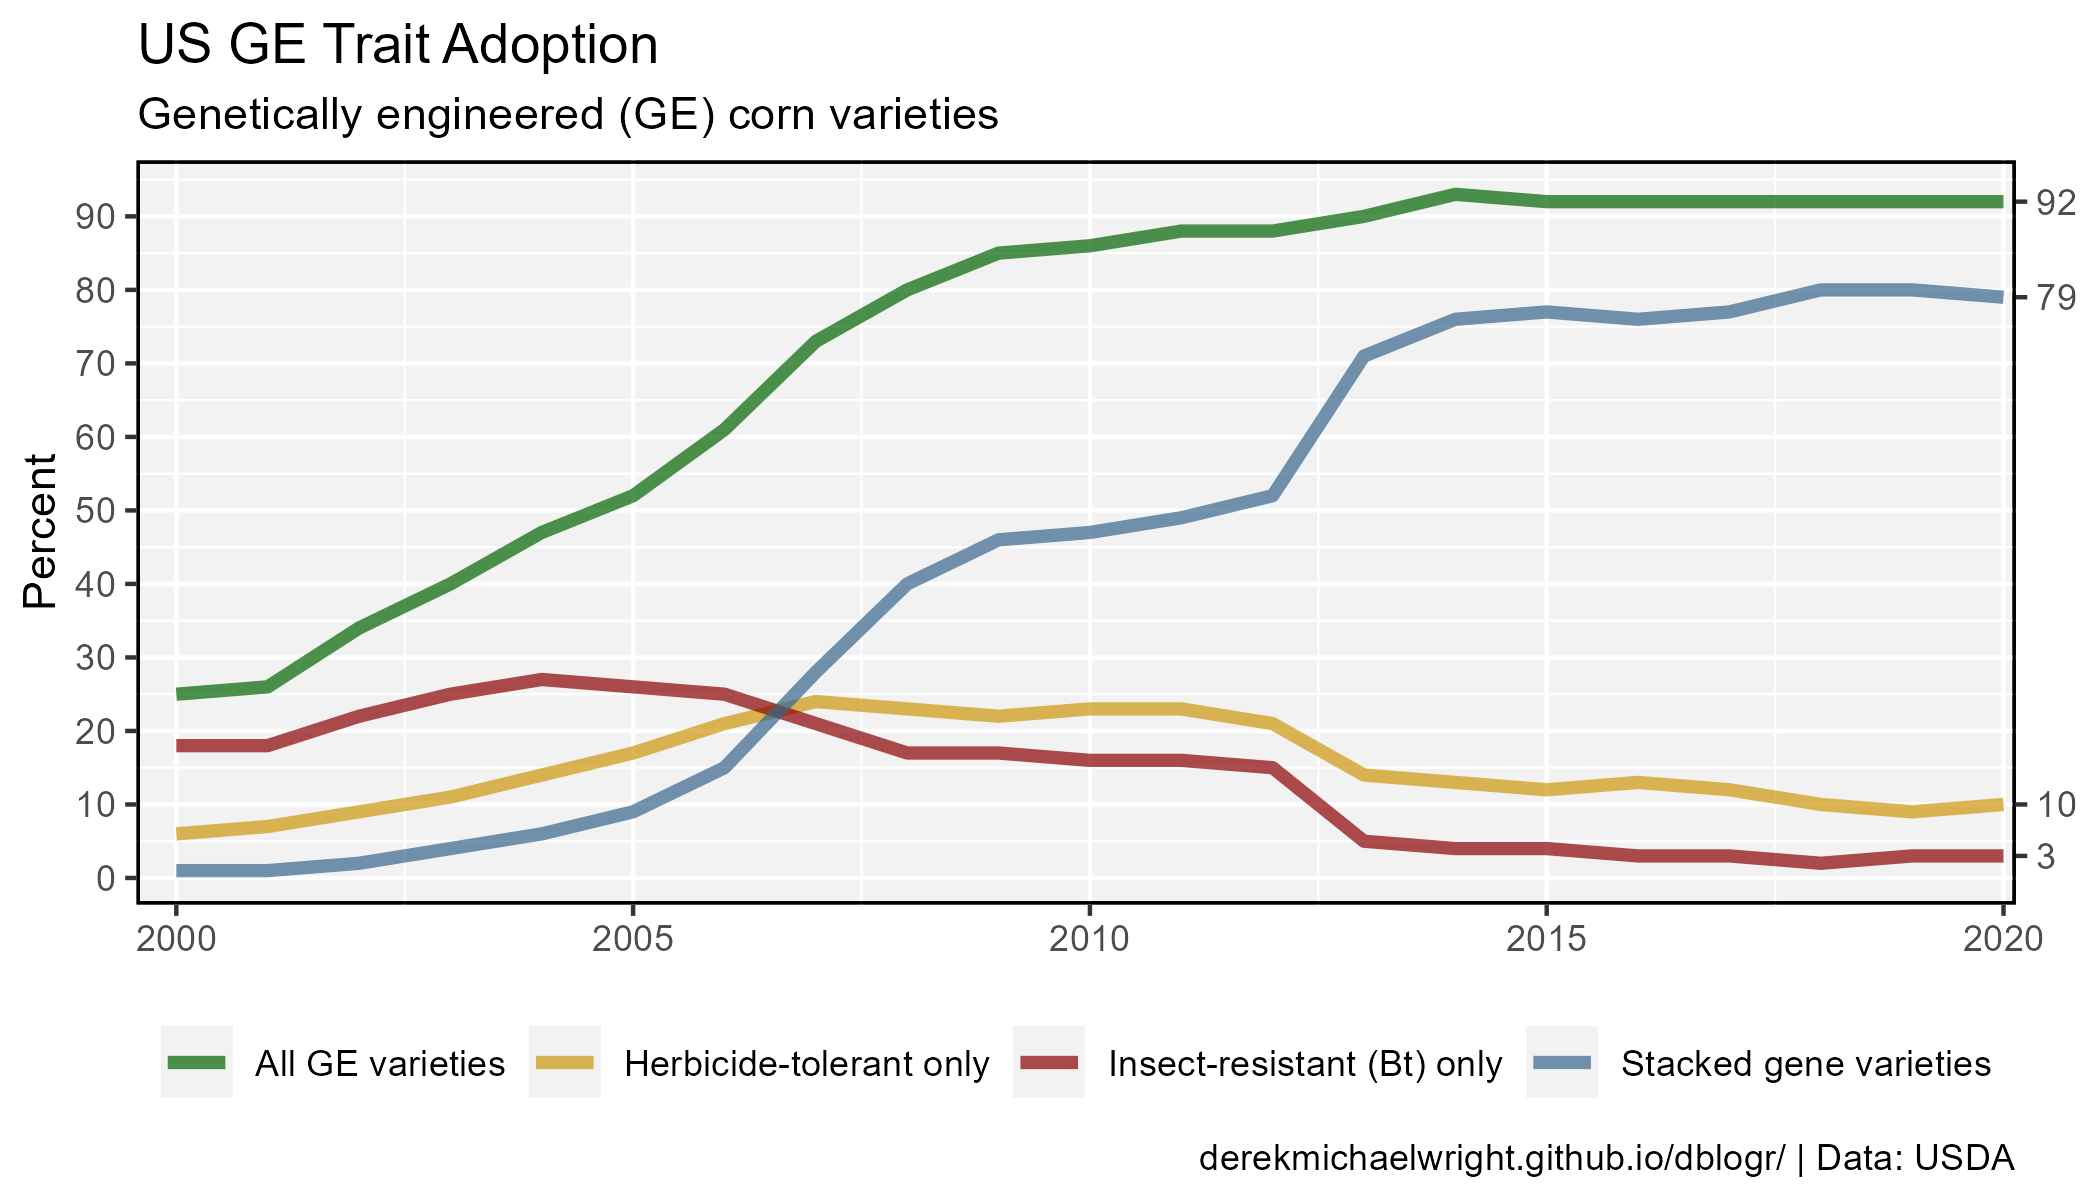 US GE Trait Adoption
Genetically engineered (GE) corn varieties
Percent
90
80
70
60
50
40
30
20
10
0
92
79
10
3
2000 2005 2010 2015 2020
All GE varieties Herbicide-tolerant only Insect-resistant (Bt) only Stacked gene varieties
derekmichaelwright.github.io/dblogr/ | Data: USDA